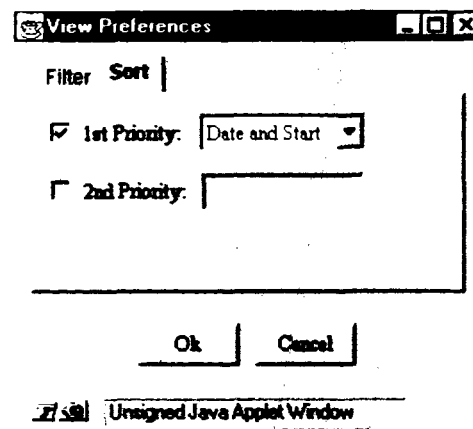 View Preferences
Filter Sort
1st Priority: Date and Start
2nd Priority:
Ok Cancel
Unsigned Java Applet Window